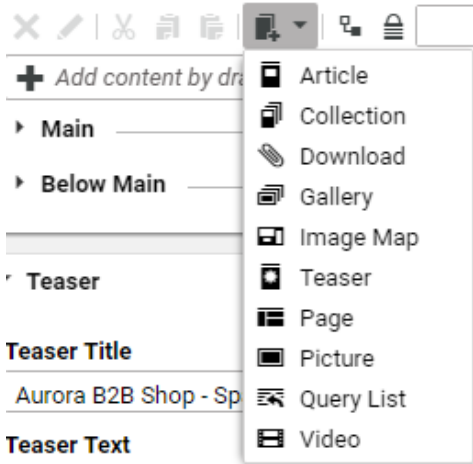 Add content by dra
Main
Below Main
Teaser
Teaser Title
Aurora B2B Shop - Sp
Teaser Text
Article
Collection
Download
Gallery
Image Map
Teaser
Page
Picture
Query List
Video